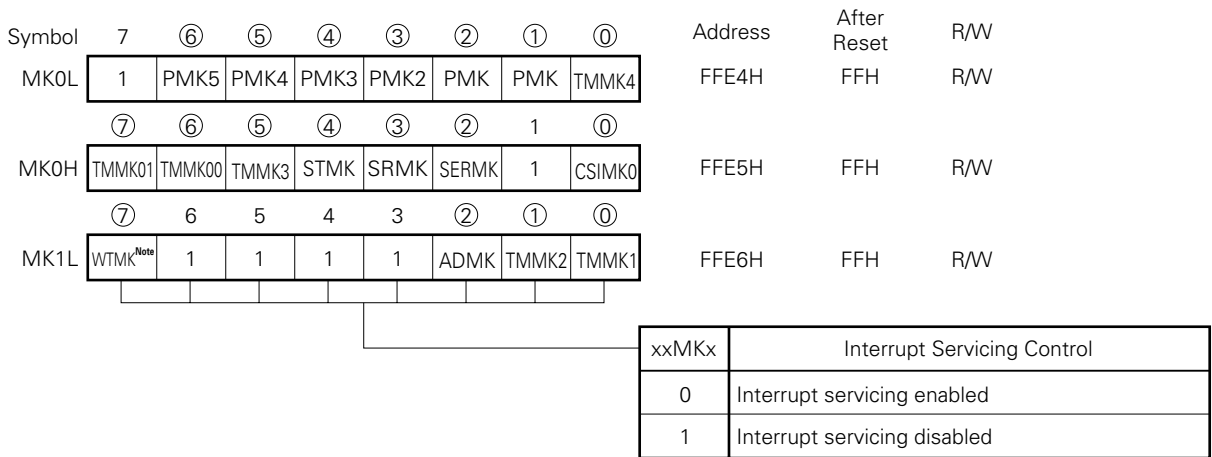 Symbol 7 ⑥ ⑤ ④ ③ ② ① ⓪ Address After Reset R/W
MK0L 1 PMK5 PMK4 PMK3 PMK2 PMK PMK TMMK4 FFE4H FFH R/W
⑦ ⑥ ⑤ ④ ③ ② 1 ⓪
MK0H TMMK01 TMMK00 TMMK3 STMK SRMK SERMK 1 CSIMK0 FFE5H FFH R/W
⑦ 6 5 4 3 ② ① ⓪
MK1L WTMK Note 1 1 1 1 ADMK TMMK2 TMMK1 FFE6H FFH R/W
xxMKx Interrupt Servicing Control
0 Interrupt servicing enabled
1 Interrupt servicing disabled